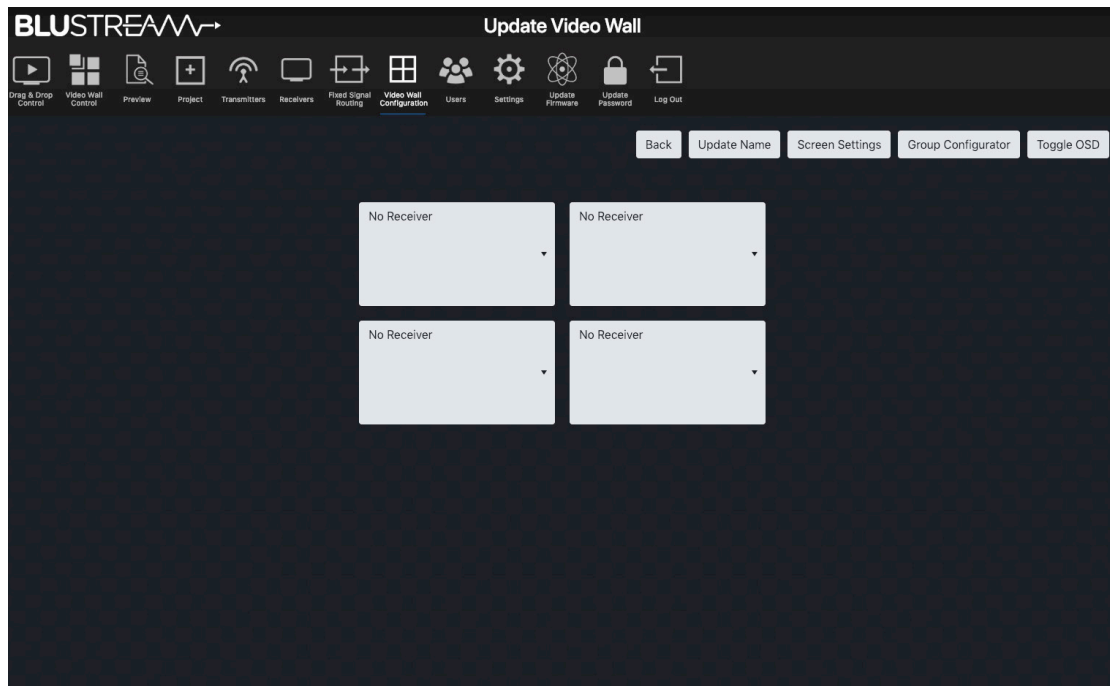 BLUSTREAM
Update Video Wall
Drag & Drop
Control
Video Wall
Control
Preview
Project
Transmitters
Receivers
Fixed Signal
Routing
Video Wall
Configuration
Users
Settings
Update
Firmware
Update
Password
Log Out
Back
Update Name
Screen Settings
Group Configurator
Toggle OSD
No Receiver
No Receiver
No Receiver
No Receiver